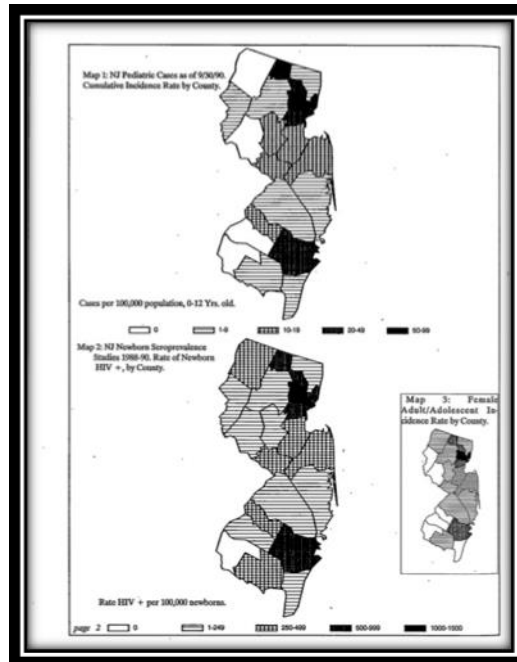 Map 1: NJ Pediatric Cases as of 9/30/90.
Cumulative Incidence Rate by County.
Cases per 100,000 population, 0-12 Yrs. old.
0 1-9 10-19 20-49 50-99
Map 2: NJ Newborn Seroprevalence
Studies 1988-90. Rate of Newborn
HIV +, by County.
Map 3: Female
Adult/Adolescent In-
cidence Rate by County.
Rate HIV + per 100,000 newborns.
page 2 0 1-249 250-499 500-999 1000-1500